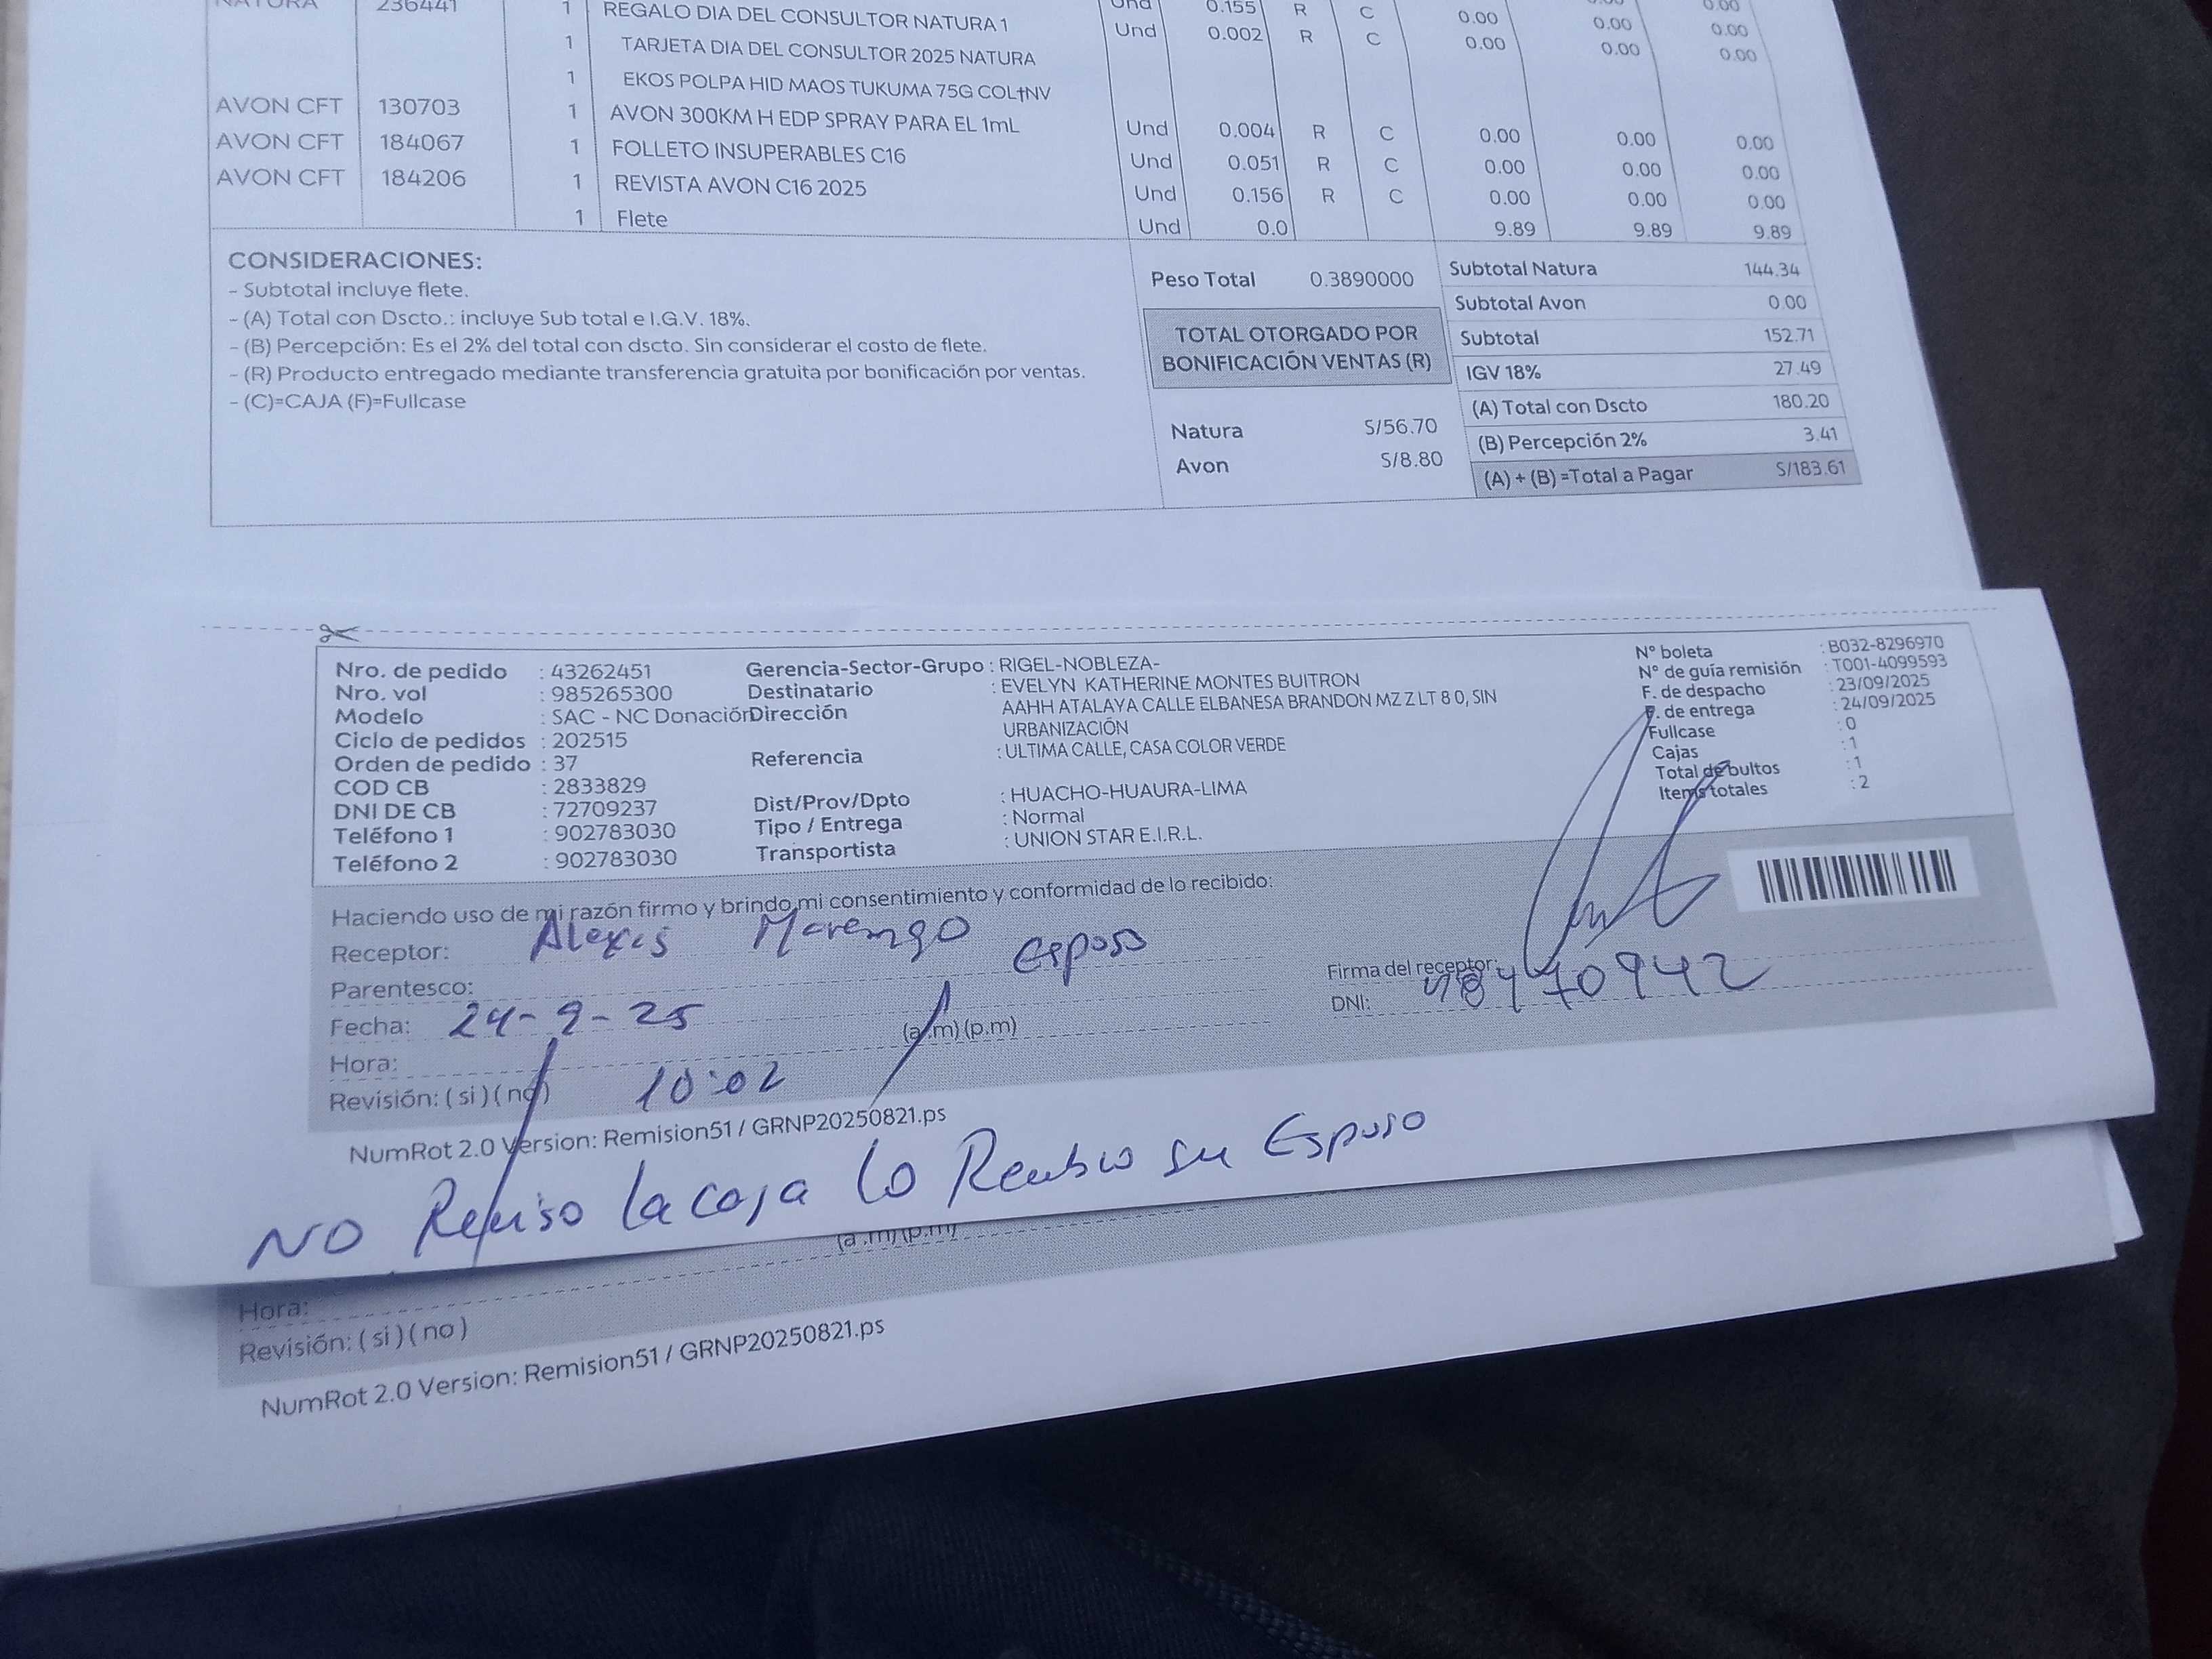 NATURA 236441 1 REGALO DIA DEL CONSULTOR NATURA 1 Und 0.155 R C 0.00 0.00 0.00
1 TARJETA DIA DEL CONSULTOR 2025 NATURA Und 0.002 R C 0.00 0.00 0.00
1 EKOS POLPA HID MAOS TUKUMA 75G COL†NV
AVON CFT 130703 1 AVON 300KM H EDP SPRAY PARA EL 1mL Und 0.004 R C 0.00 0.00 0.00
AVON CFT 184067 1 FOLLETO INSUPERABLES C16 Und 0.051 R C 0.00 0.00 0.00
AVON CFT 184206 1 REVISTA AVON C16 2025 Und 0.156 R C 0.00 0.00 0.00
1 Flete Und 0.0 9.89 9.89 9.89
CONSIDERACIONES:
- Subtotal incluye flete.
- (A) Total con Dscto.: incluye Sub total e I.G.V. 18%.
- (B) Percepción: Es el 2% del total con dscto. Sin considerar el costo de flete.
- (R) Producto entregado mediante transferencia gratuita por bonificación por ventas.
- (C)=CAJA (F)=Fullcase
Peso Total 0.3890000
TOTAL OTORGADO POR
BONIFICACIÓN VENTAS (R)
Natura S/56.70
Avon S/8.80
Subtotal Natura 144.34
Subtotal Avon 0.00
Subtotal 152.71
IGV 18% 27.49
(A) Total con Dscto 180.20
(B) Percepción 2% 3.41
(A) + (B) =Total a Pagar S/183.61
Nro. de pedido : 43262451
Nro. vol : 985265300
Modelo : SAC - NC Donación
Ciclo de pedidos : 202515
Orden de pedido : 37
COD CB : 2833829
DNI DE CB : 72709237
Teléfono 1 : 902783030
Teléfono 2 : 902783030
Gerencia-Sector-Grupo : RIGEL-NOBLEZA-
Destinatario : EVELYN KATHERINE MONTES BUITRON
Dirección AAHH ATALAYA CALLE ELBANESA BRANDON MZ Z LT 8 0, SIN
URBANIZACIÓN
Referencia : ULTIMA CALLE, CASA COLOR VERDE
Dist/Prov/Dpto : HUACHO-HUAURA-LIMA
Tipo / Entrega : Normal
Transportista : UNION STAR E.I.R.L.
N° boleta : B032-8296970
N° de guía remisión : T001-4099593
F. de despacho : 23/09/2025
F. de entrega : 24/09/2025
Fullcase : 0
Cajas : 1
Total de bultos : 1
Items totales : 2
Haciendo uso de mi razón firmo y brindo mi consentimiento y conformidad de lo recibido:
Receptor: Alexis Marengo
Parentesco: esposo
Fecha: 24-9-25
Hora: 10:02 (a.m) (p.m)
Revisión: ( si ) ( no )
Firma del receptor:
DNI:
NumRot 2.0 Version: Remision51 / GRNP20250821.ps
NO Reviso la caja lo Recibio su Esposo
(a.m) (p.m)
Hora:
Revisión: ( si ) ( no )
NumRot 2.0 Version: Remision51 / GRNP20250821.ps